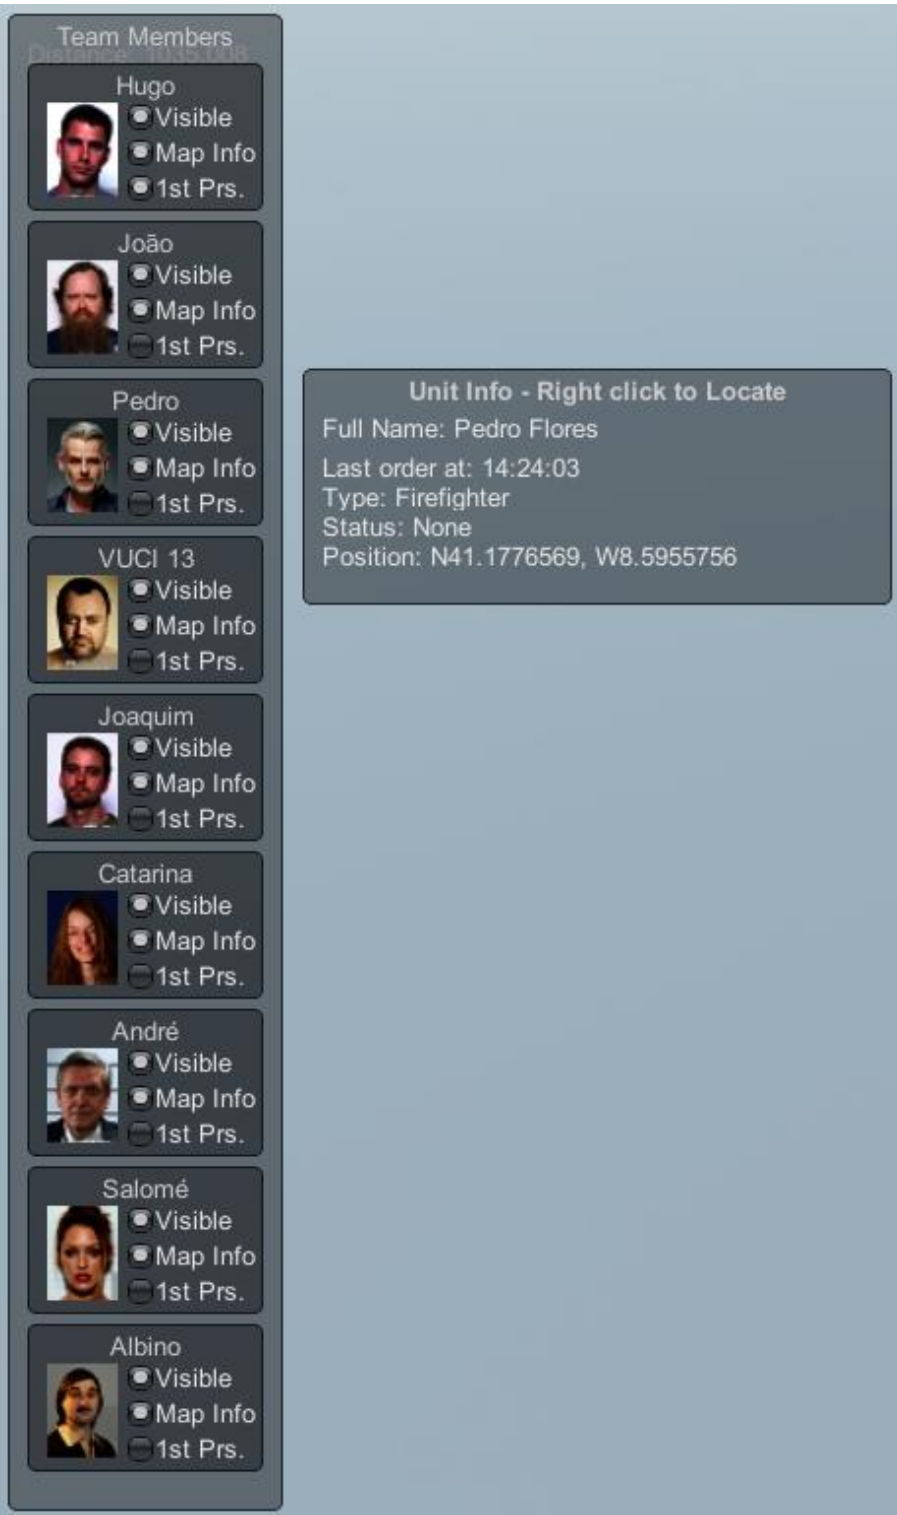 Team Members
Distance: 1035.008
Hugo
Visible
Map Info
1st Prs.
João
Visible
Map Info
1st Prs.
Pedro
Visible
Map Info
1st Prs.
VUCI 13
Visible
Map Info
1st Prs.
Joaquim
Visible
Map Info
1st Prs.
Catarina
Visible
Map Info
1st Prs.
André
Visible
Map Info
1st Prs.
Salomé
Visible
Map Info
1st Prs.
Albino
Visible
Map Info
1st Prs.
Unit Info - Right click to Locate
Full Name: Pedro Flores
Last order at: 14:24:03
Type: Firefighter
Status: None
Position: N41.1776569, W8.5955756